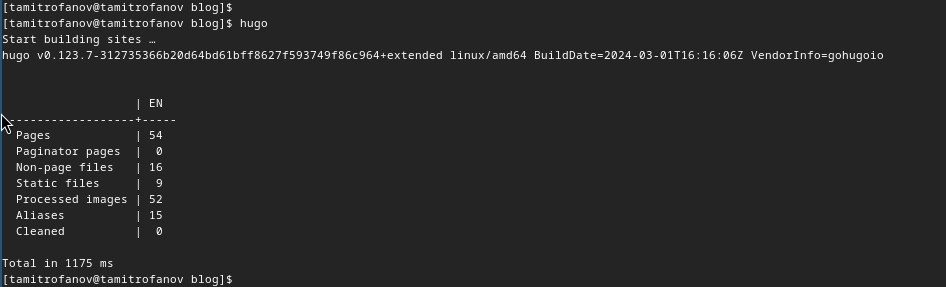 [tamitrofanov@tamitrofanov blog]$
[tamitrofanov@tamitrofanov blog]$ hugo
Start building sites …
hugo v0.123.7-312735366b20d64bd61bff8627f593749f86c964+extended linux/amd64 BuildDate=2024-03-01T16:16:06Z VendorInfo=gohugoio
                   | EN
-------------------+-----
  Pages            | 54
  Paginator pages  |  0
  Non-page files   | 16
  Static files     |  9
  Processed images | 52
  Aliases          | 15
  Cleaned          |  0
Total in 1175 ms
[tamitrofanov@tamitrofanov blog]$